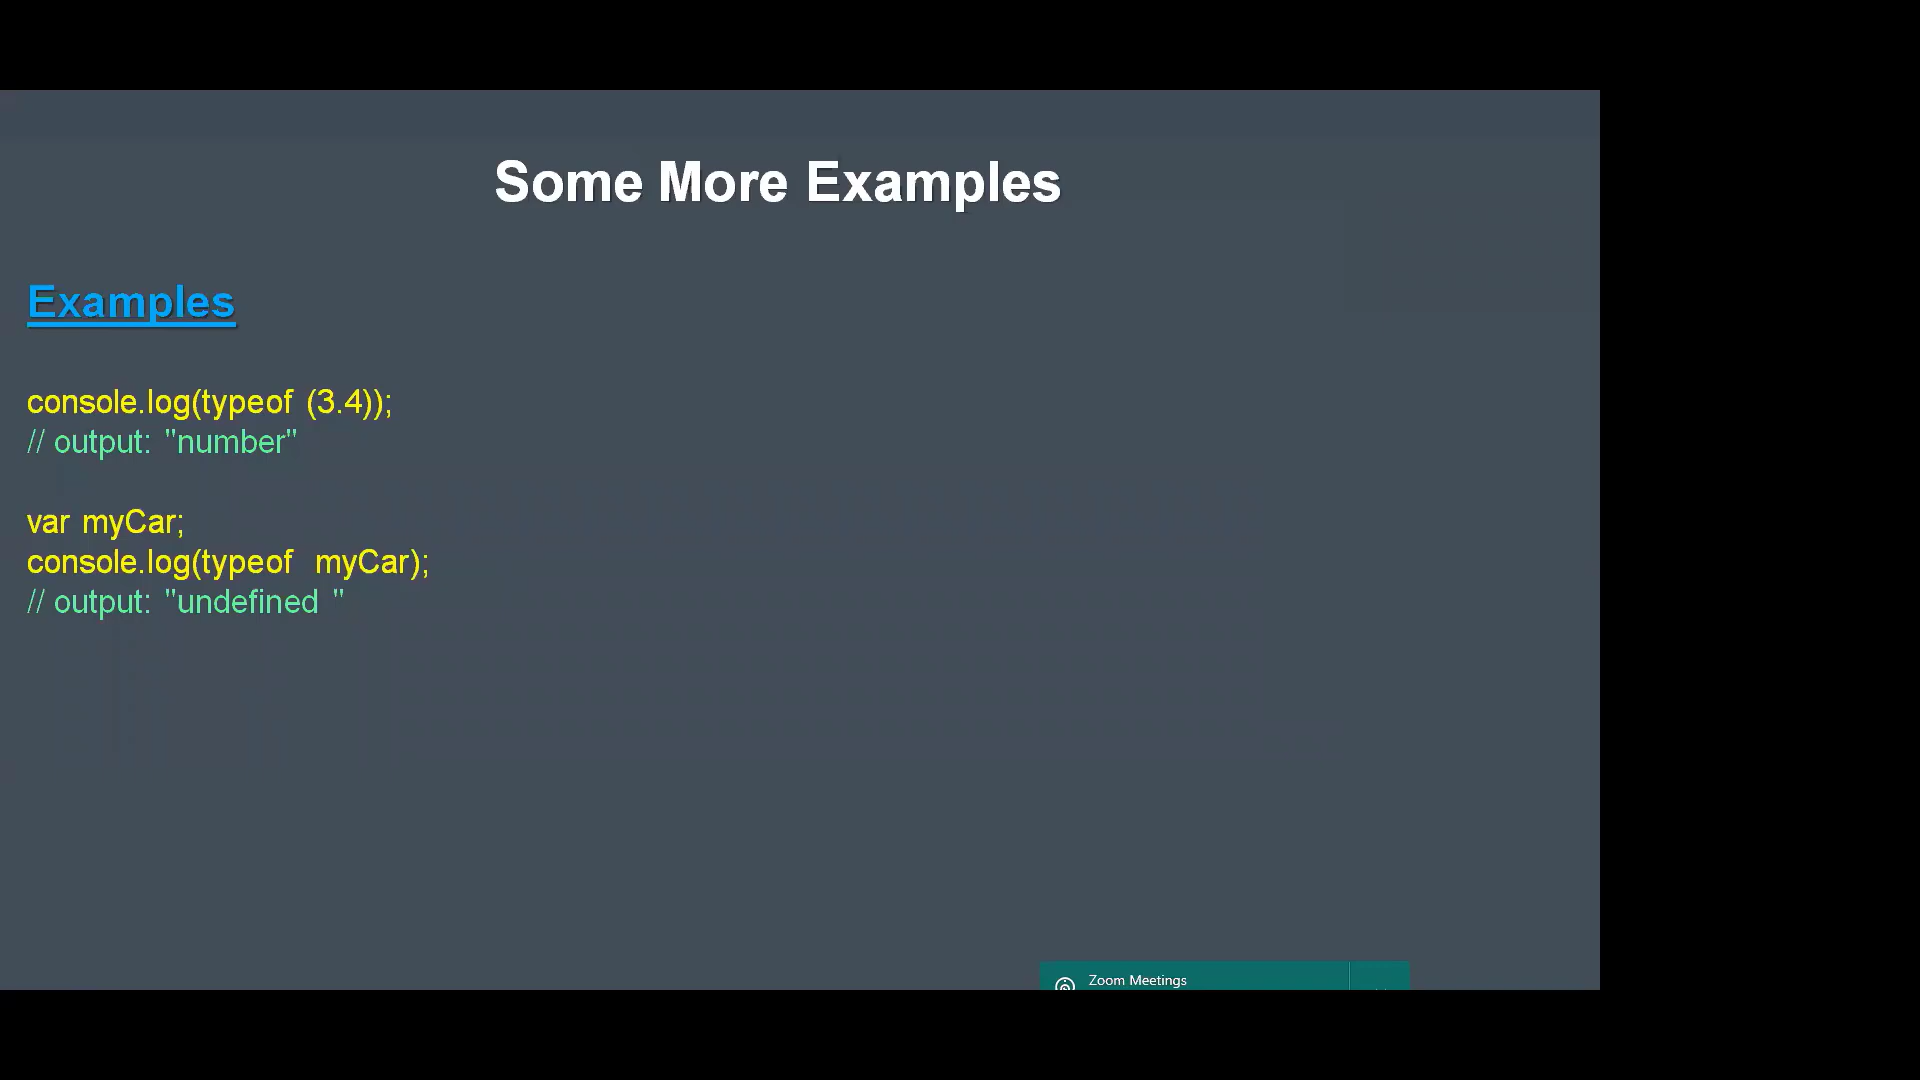 Some More Examples
Examples
console.log(typeof (3.4));
// output: "number"
var myCar;
console.log(typeof  myCar);
// output: "undefined "
Zoom Meetings